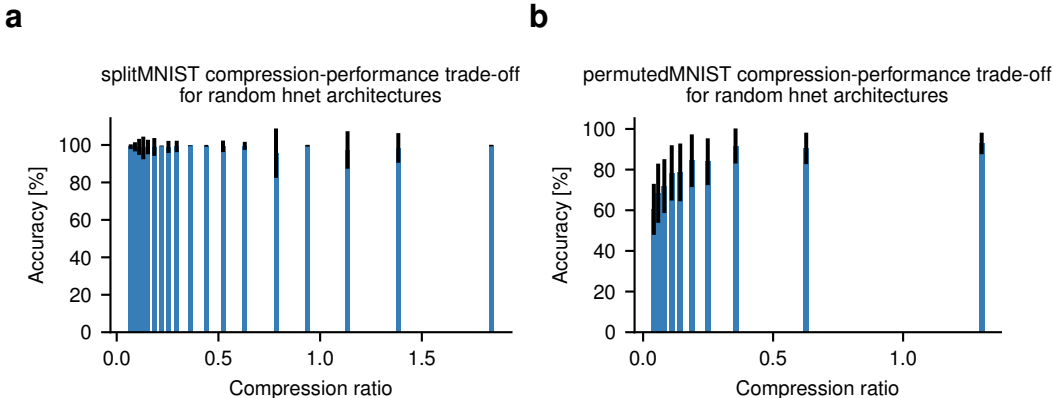 a
splitMNIST compression-performance trade-off
for random hnet architectures
Accuracy [%]
100
80
60
40
20
0
0.0 0.5 1.0 1.5
Compression ratio
b
permutedMNIST compression-performance trade-off
for random hnet architectures
Accuracy [%]
100
80
60
40
20
0
0.0 0.5 1.0
Compression ratio